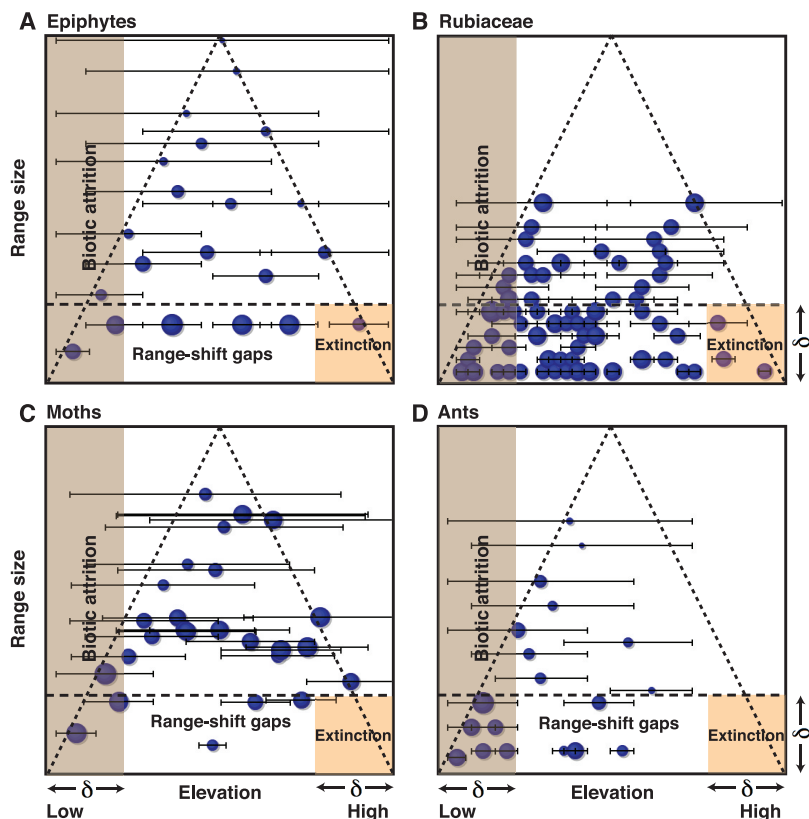 A Epiphytes
B Rubiaceae
Range size
Biotic attrition
Range-shift gaps
Extinction
Biotic attrition
Extinction
δ
C Moths
D Ants
Range size
Biotic attrition
Range-shift gaps
Extinction
Biotic attrition
Range-shift gaps
Extinction
δ
δ Elevation δ
Low High
δ Elevation δ
Low High